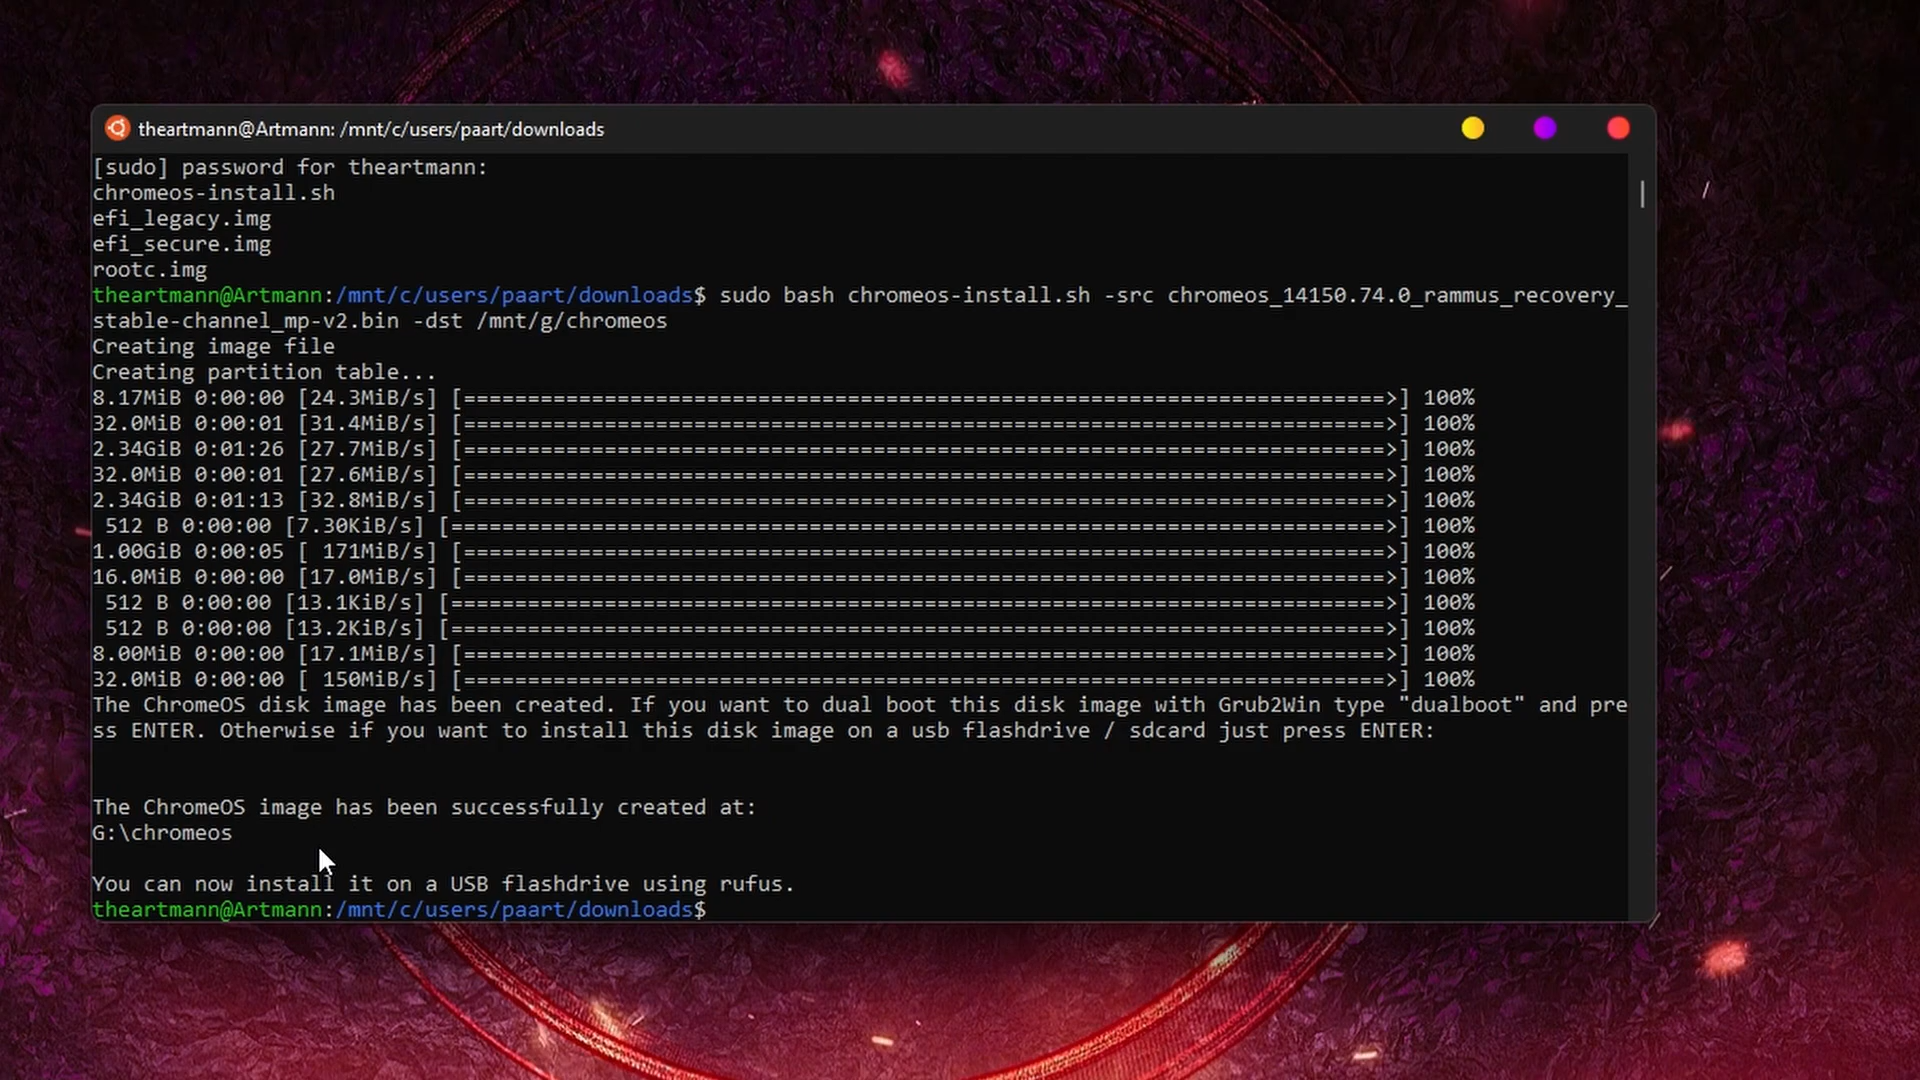 theartmann@Artmann: /mnt/c/users/paart/downloads
[sudo] password for theartmann:
chromeos-install.sh
efi_legacy.img
efi_secure.img
rootc.img
theartmann@Artmann:/mnt/c/users/paart/downloads$ sudo bash chromeos-install.sh -src chromeos_14150.74.0_rammus_recovery_
stable-channel_mp-v2.bin -dst /mnt/g/chromeos
Creating image file
Creating partition table...
8.17MiB 0:00:00 [24.3MiB/s] [========================================================================>] 100%
32.0MiB 0:00:01 [31.4MiB/s] [========================================================================>] 100%
2.34GiB 0:01:26 [27.7MiB/s] [========================================================================>] 100%
32.0MiB 0:00:01 [27.6MiB/s] [========================================================================>] 100%
2.34GiB 0:01:13 [32.8MiB/s] [========================================================================>] 100%
512 B 0:00:00 [7.30KiB/s] [=========================================================================>] 100%
1.00GiB 0:00:05 [ 171MiB/s] [========================================================================>] 100%
16.0MiB 0:00:00 [17.0MiB/s] [========================================================================>] 100%
512 B 0:00:00 [13.1KiB/s] [=========================================================================>] 100%
512 B 0:00:00 [13.2KiB/s] [=========================================================================>] 100%
8.00MiB 0:00:00 [17.1MiB/s] [========================================================================>] 100%
32.0MiB 0:00:00 [ 150MiB/s] [========================================================================>] 100%
The ChromeOS disk image has been created. If you want to dual boot this disk image with Grub2Win type "dualboot" and pre
ss ENTER. Otherwise if you want to install this disk image on a usb flashdrive / sdcard just press ENTER:
The ChromeOS image has been successfully created at:
G:\chromeos
You can now install it on a USB flashdrive using rufus.
theartmann@Artmann:/mnt/c/users/paart/downloads$